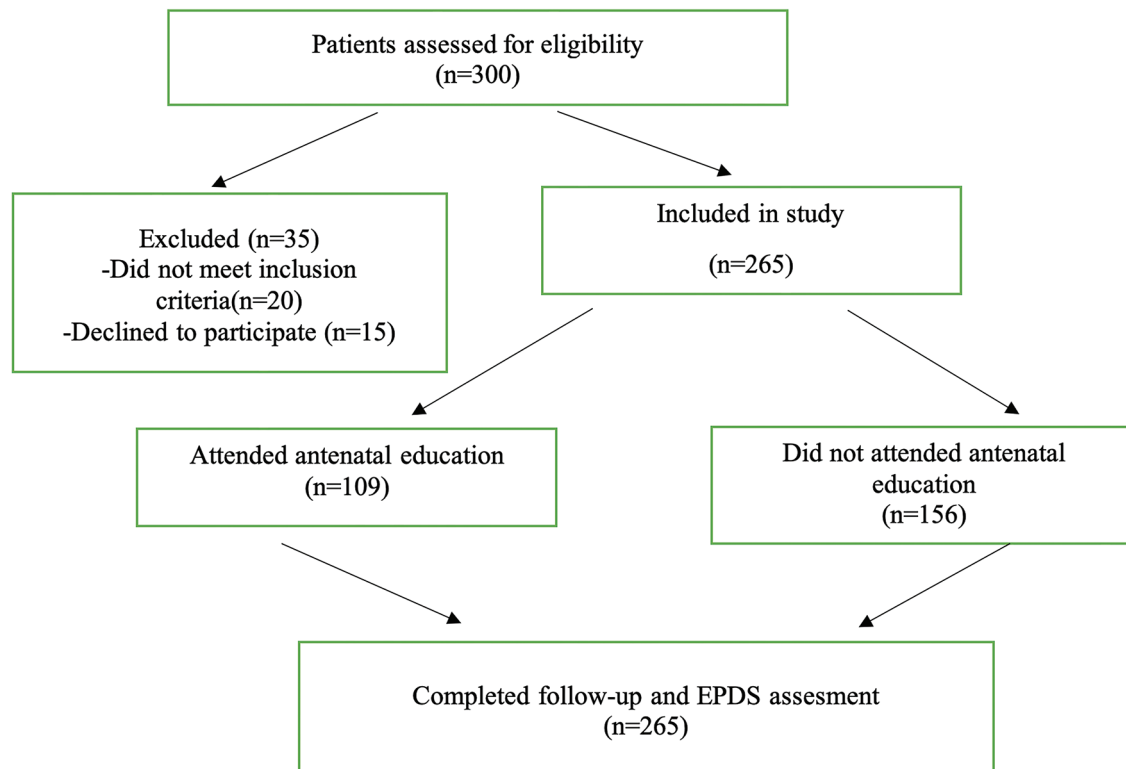 Patients assessed for eligibility
(n=300)
Excluded (n=35)
-Did not meet inclusion
criteria(n=20)
-Declined to participate (n=15)
Included in study
(n=265)
Attended antenatal education
(n=109)
Did not attended antenatal
education
(n=156)
Completed follow-up and EPDS assesment
(n=265)